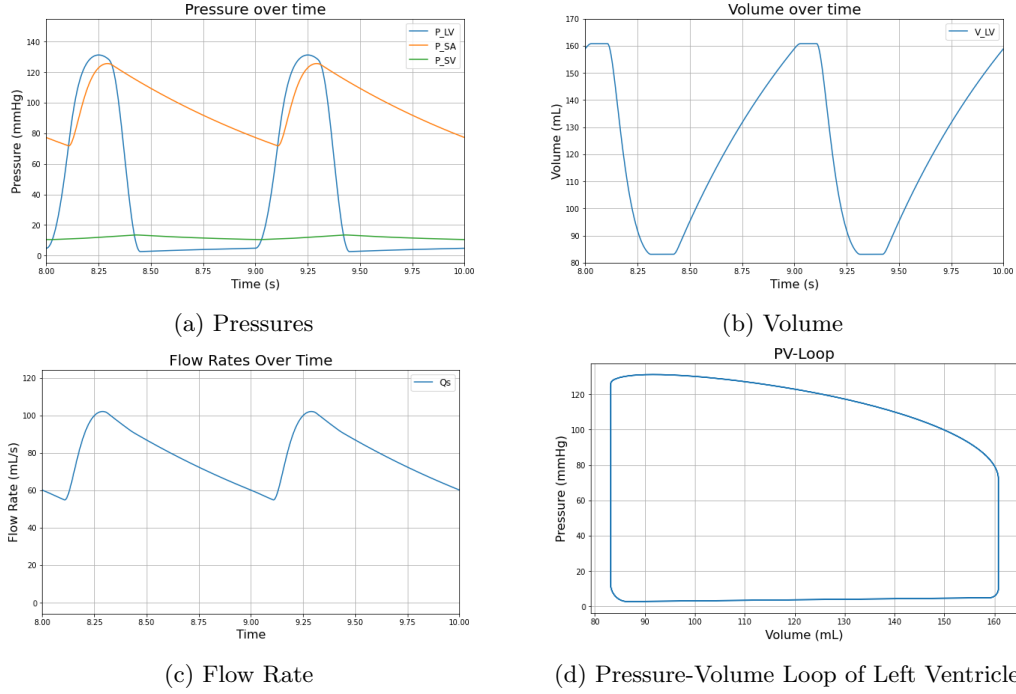 Pressure over time
P_LV
P_SA
P_SV
Pressure (mmHg)
140
120
100
80
60
40
20
0
8.00 8.25 8.50 8.75 9.00 9.25 9.50 9.75 10.00
Time (s)
(a) Pressures
Volume over time
V_LV
Volume (mL)
170
160
150
140
130
120
110
100
90
80
8.00 8.25 8.50 8.75 9.00 9.25 9.50 9.75 10.00
Time (s)
(b) Volume
Flow Rates Over Time
Qs
Flow Rate (mL/s)
120
100
80
60
40
20
0
8.00 8.25 8.50 8.75 9.00 9.25 9.50 9.75 10.00
Time
(c) Flow Rate
PV-Loop
Pressure (mmHg)
120
100
80
60
40
20
0
80 90 100 110 120 130 140 150 160
Volume (mL)
(d) Pressure-Volume Loop of Left Ventricle